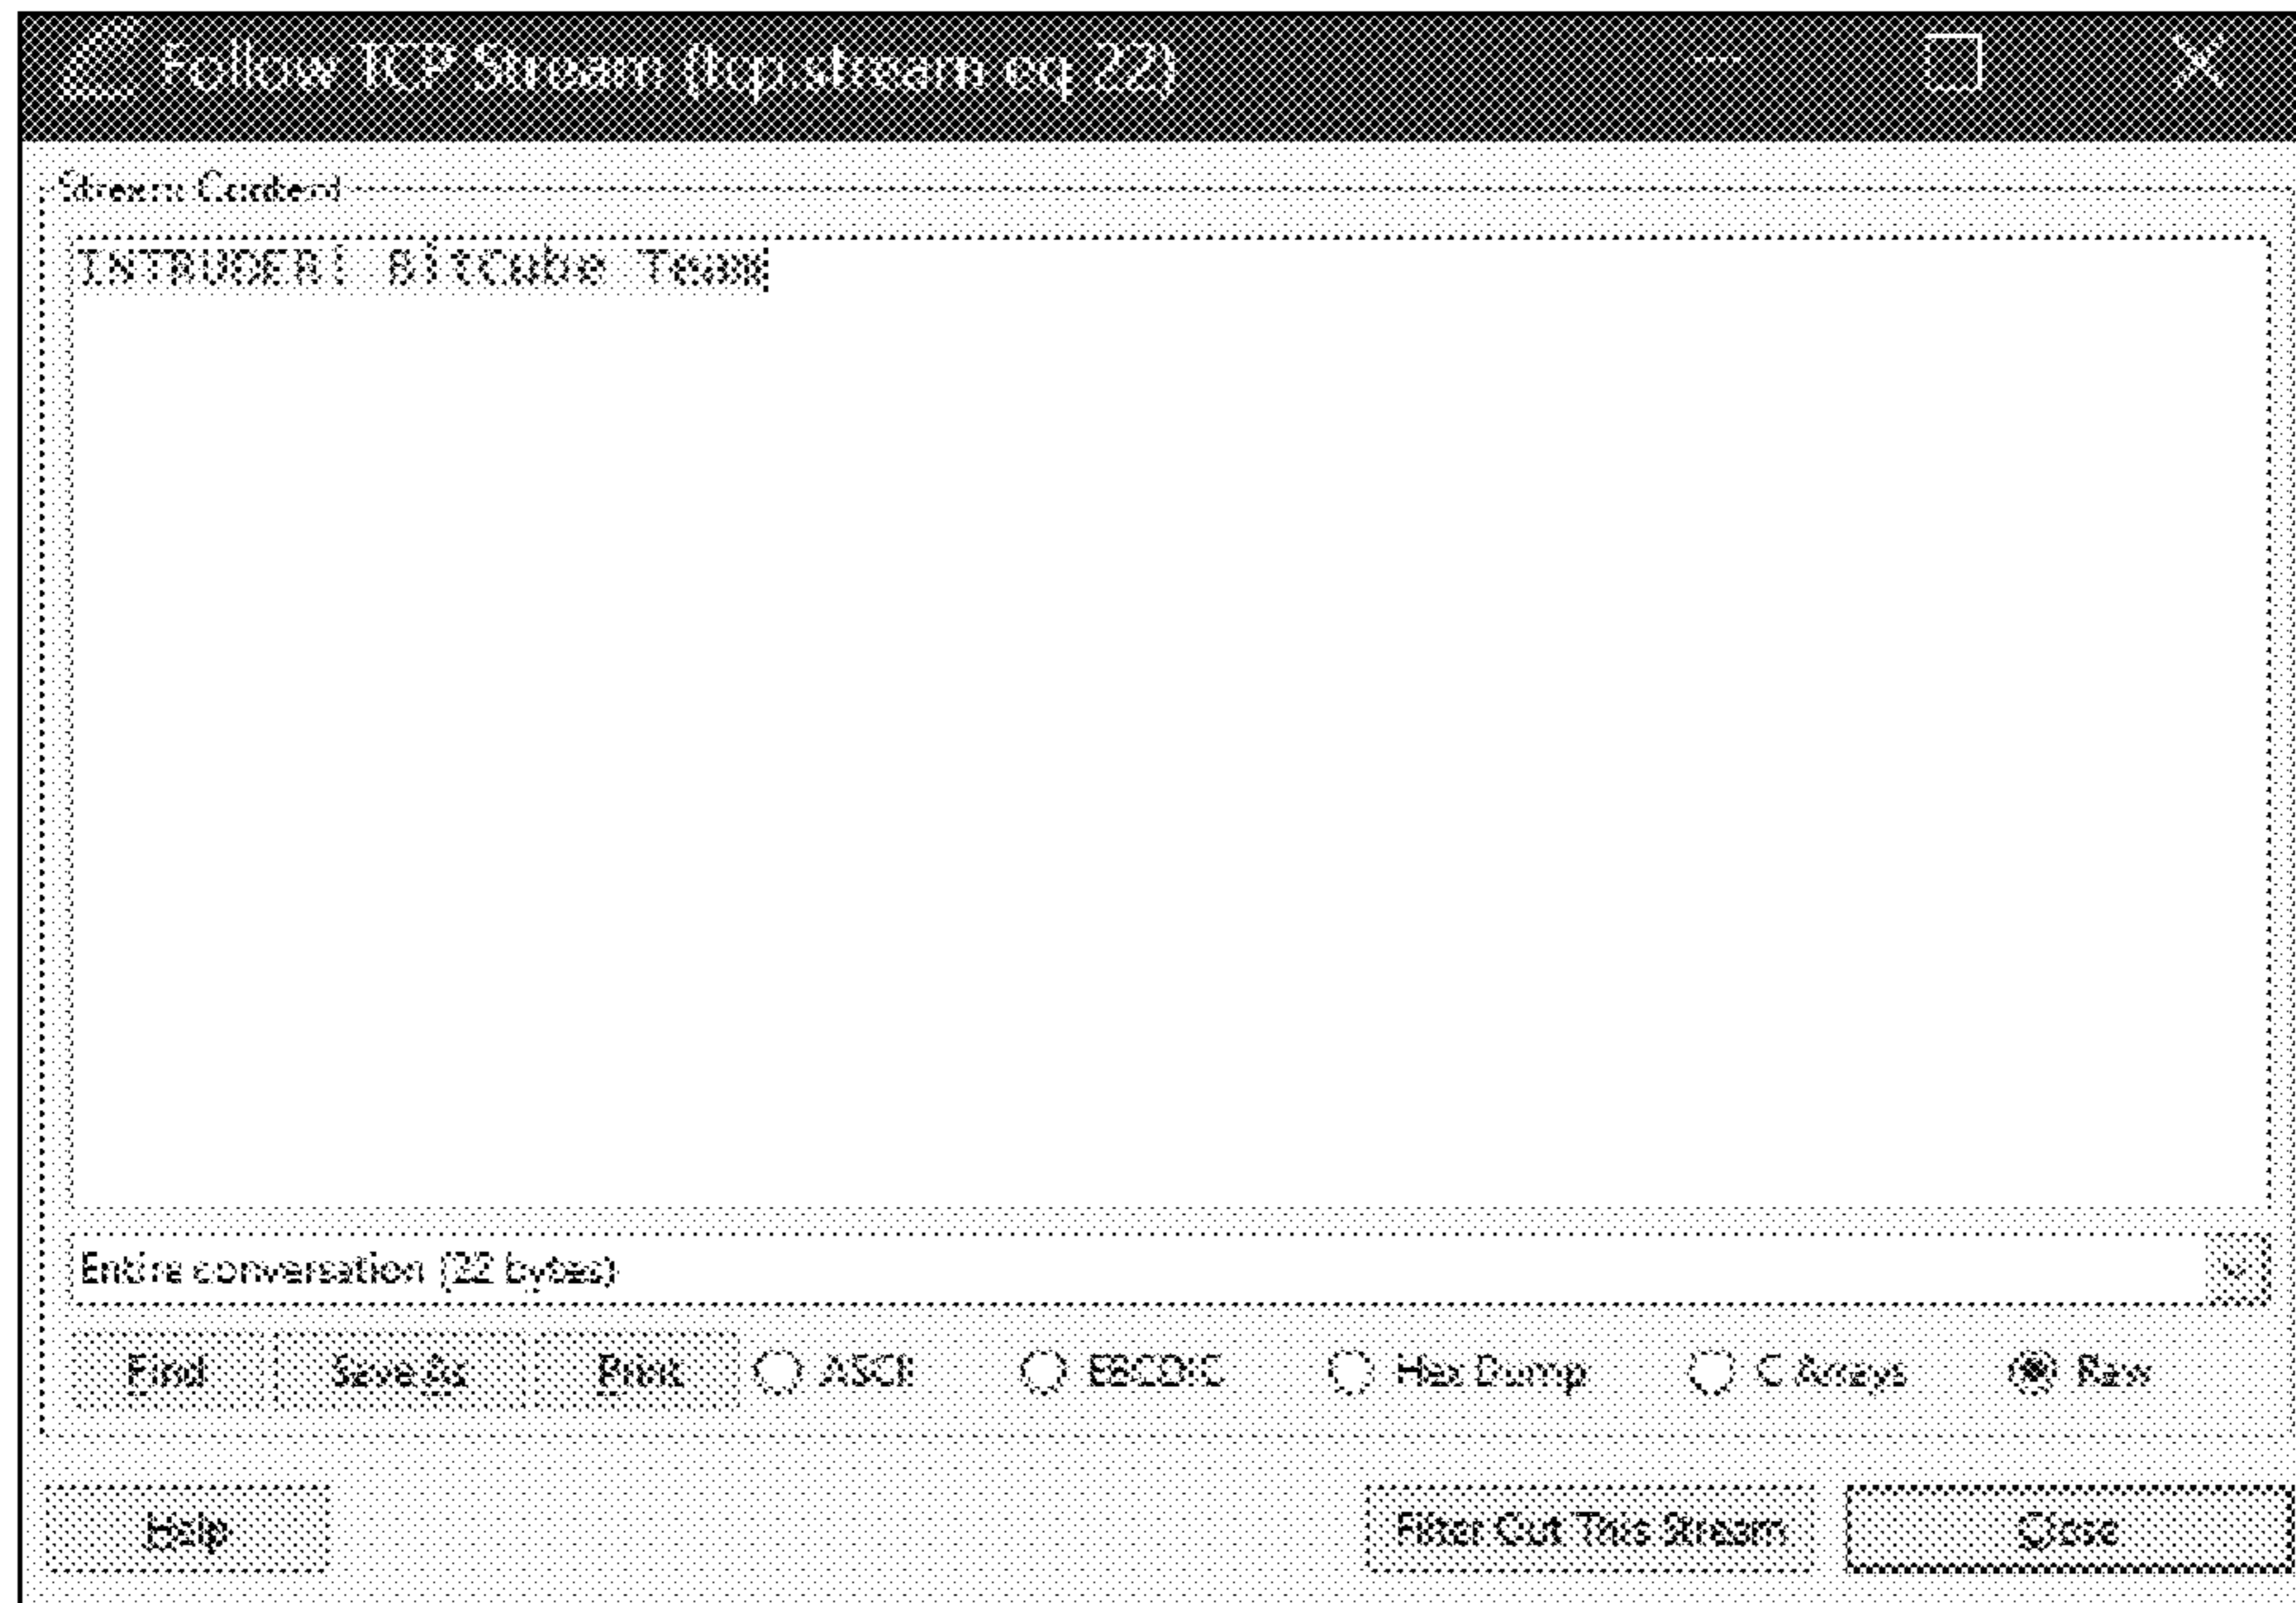 Follow TCP Stream (tcp.stream eq 22)
Stream Content
INTRUDER! BitCube Team
Entire conversation (22 bytes)
Find Save As Print ASCII EBCDIC Hex Dump C Arrays Raw
Help Filter Out This Stream Close